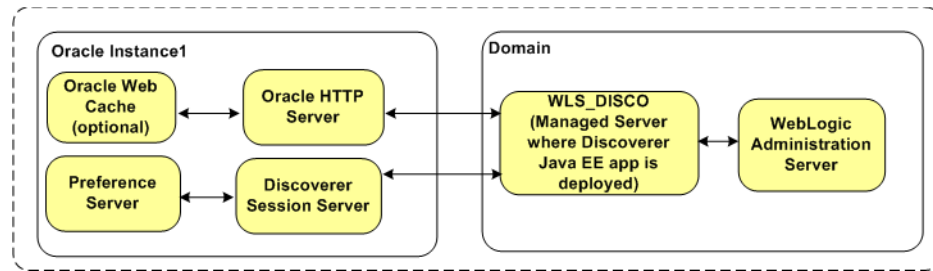 Oracle Instance1
Oracle Web
Cache
(optional)
Oracle HTTP
Server
Preference
Server
Discoverer
Session Server
Domain
WLS_DISCO
(Managed Server
where Discoverer
Java EE app is
deployed)
WebLogic
Administration
Server